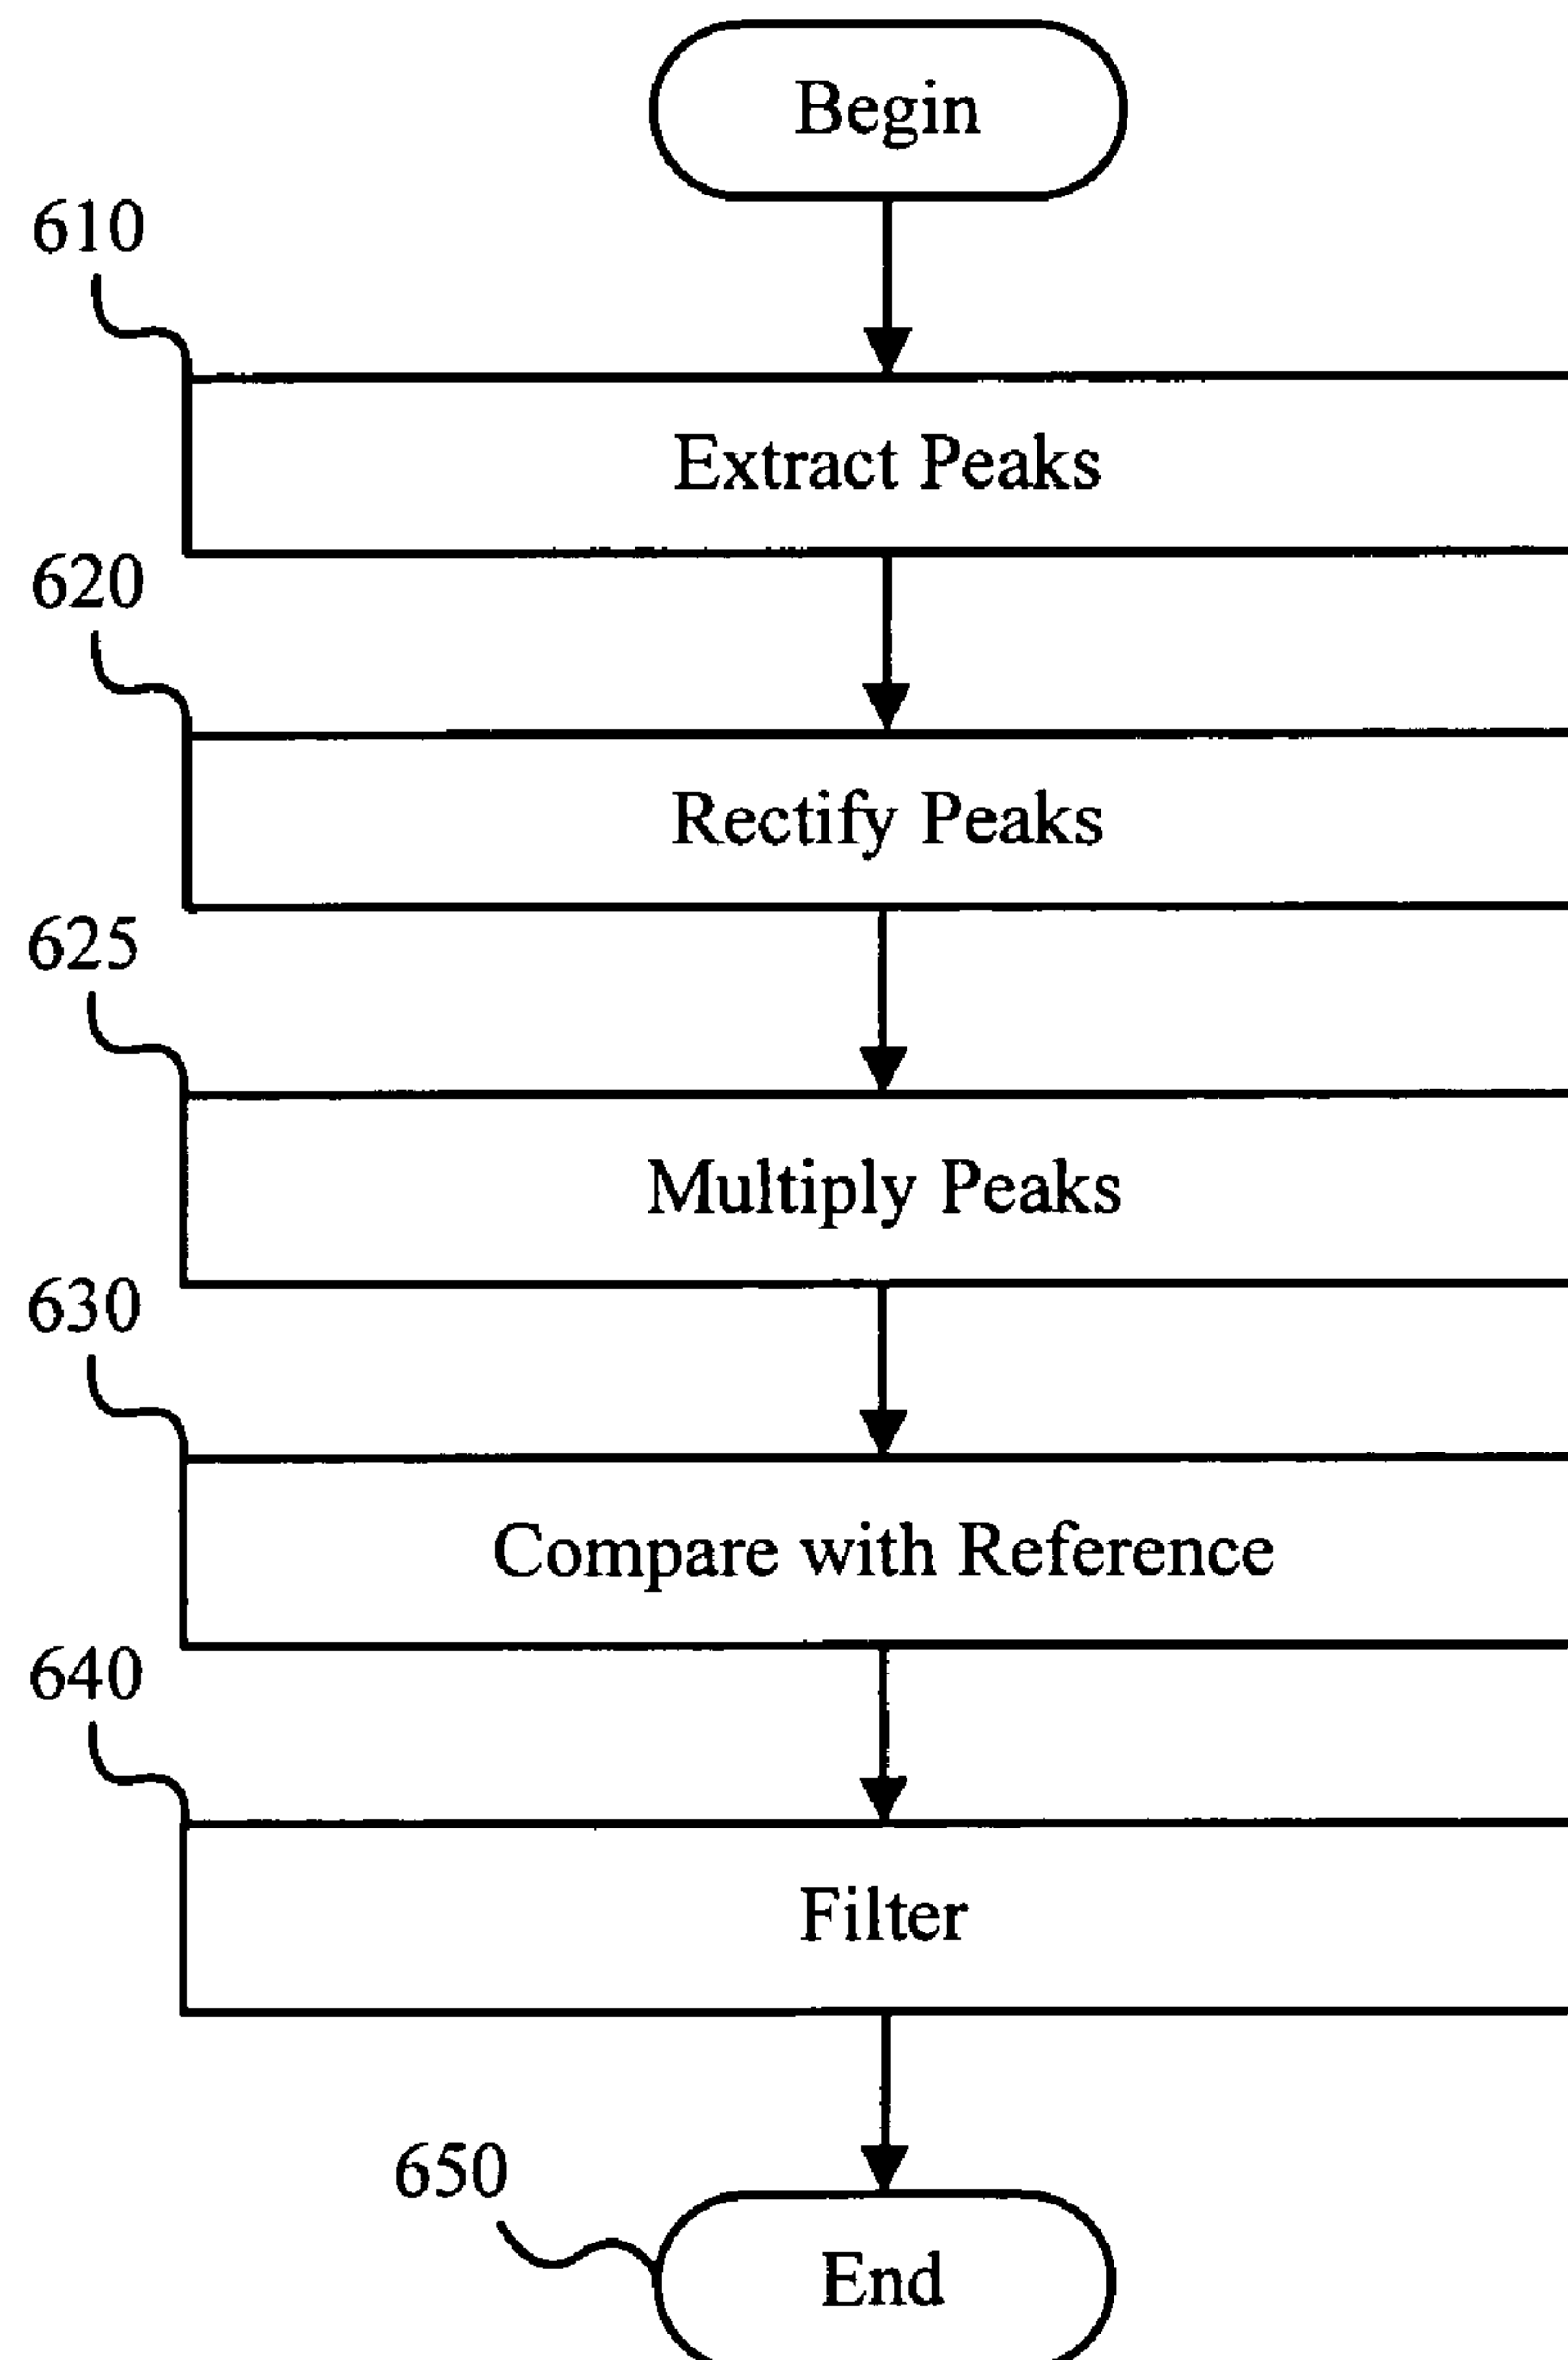 Begin
610
Extract Peaks
620
Rectify Peaks
625
Multiply Peaks
630
Compare with Reference
640
Filter
650
End